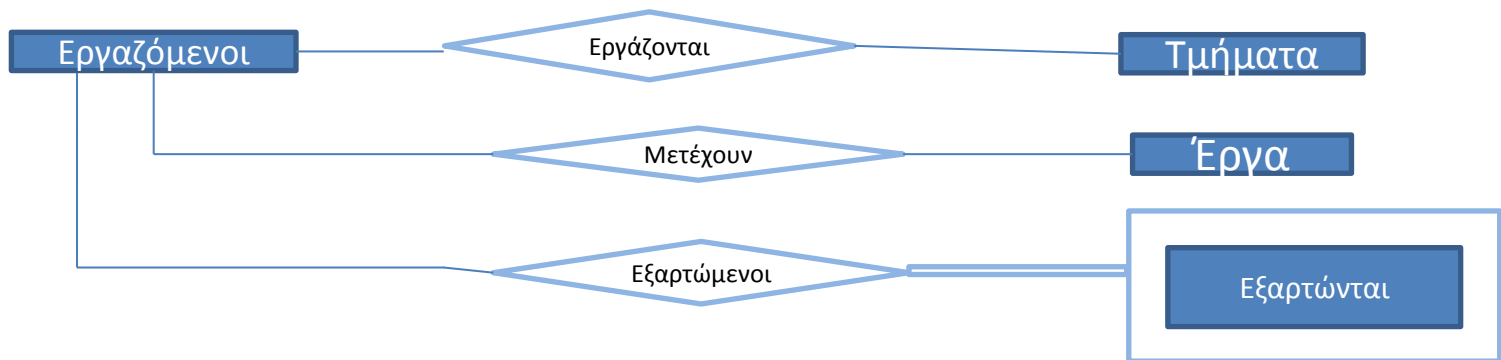 Εργαζόμενοι
Εργάζονται
Τμήματα
Μετέχουν
Έργα
Εξαρτώμενοι
Εξαρτώνται